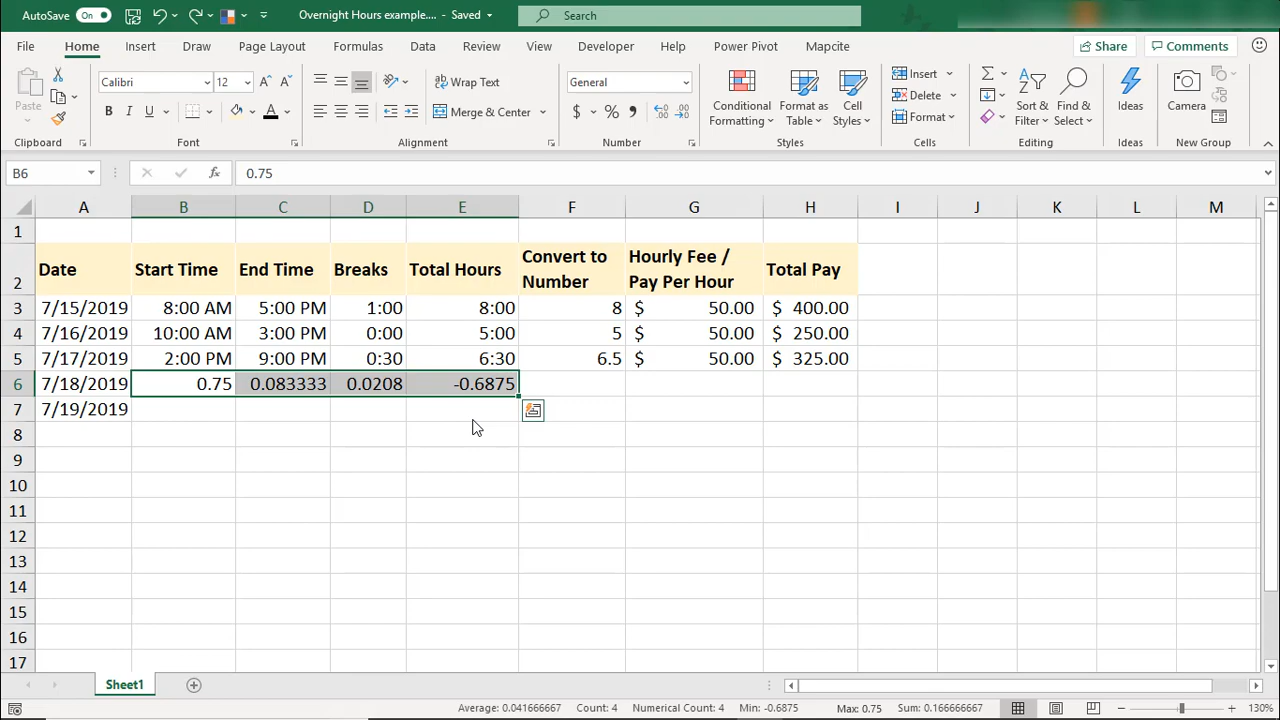 AutoSave On Overnight Hours example.... - Saved Search
File Home Insert Draw Page Layout Formulas Data Review View Developer Help Power Pivot Mapcite Share Comments
Paste Calibri 12 Wrap Text General Conditional Formatting Format as Table Cell Styles Insert Sort & Filter Find & Select Ideas Camera
B I U Merge & Center $ % Delete
Format
Clipboard Font Alignment Number Styles Cells Editing Ideas New Group
B6 fx 0.75
A B C D E F G H I J K L M
1
2 Date Start Time End Time Breaks Total Hours Convert to Number Hourly Fee / Pay Per Hour Total Pay
3 7/15/2019 8:00 AM 5:00 PM 1:00 8:00 8 $ 50.00 $ 400.00
4 7/16/2019 10:00 AM 3:00 PM 0:00 5:00 5 $ 50.00 $ 250.00
5 7/17/2019 2:00 PM 9:00 PM 0:30 6:30 6.5 $ 50.00 $ 325.00
6 7/18/2019 0.75 0.083333 0.0208 -0.6875
7 7/19/2019
8
9
10
11
12
13
14
15
16
17
Sheet1
Average: 0.041666667 Count: 4 Numerical Count: 4 Min: -0.6875 Max: 0.75 Sum: 0.166666667 130%